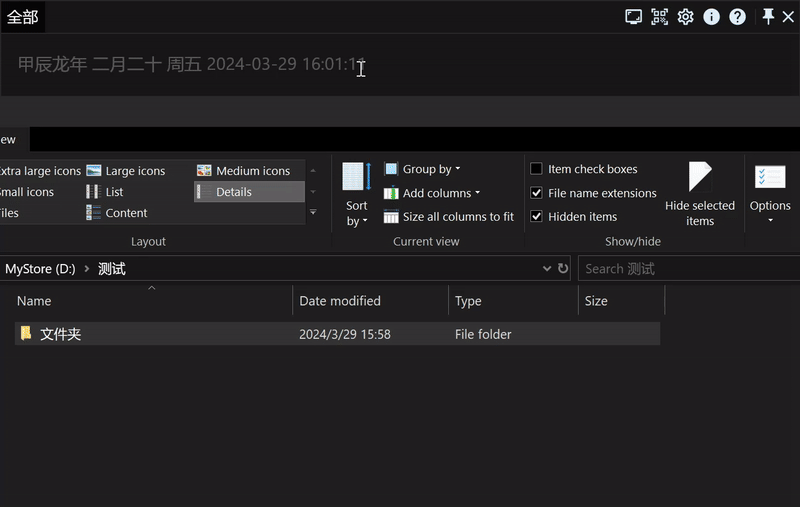 全部
甲辰龙年 二月二十 周五 2024-03-29 16:01:1
ew
Extra large icons Large icons Medium icons
Small icons List Details
Tiles Content
Layout
Sort by
Group by
Add columns
Size all columns to fit
Current view
Item check boxes
File name extensions
Hidden items
Hide selected items
Show/hide
Options
MyStore (D:) 测试
Search 测试
Name Date modified Type Size
文件夹 2024/3/29 15:58 File folder